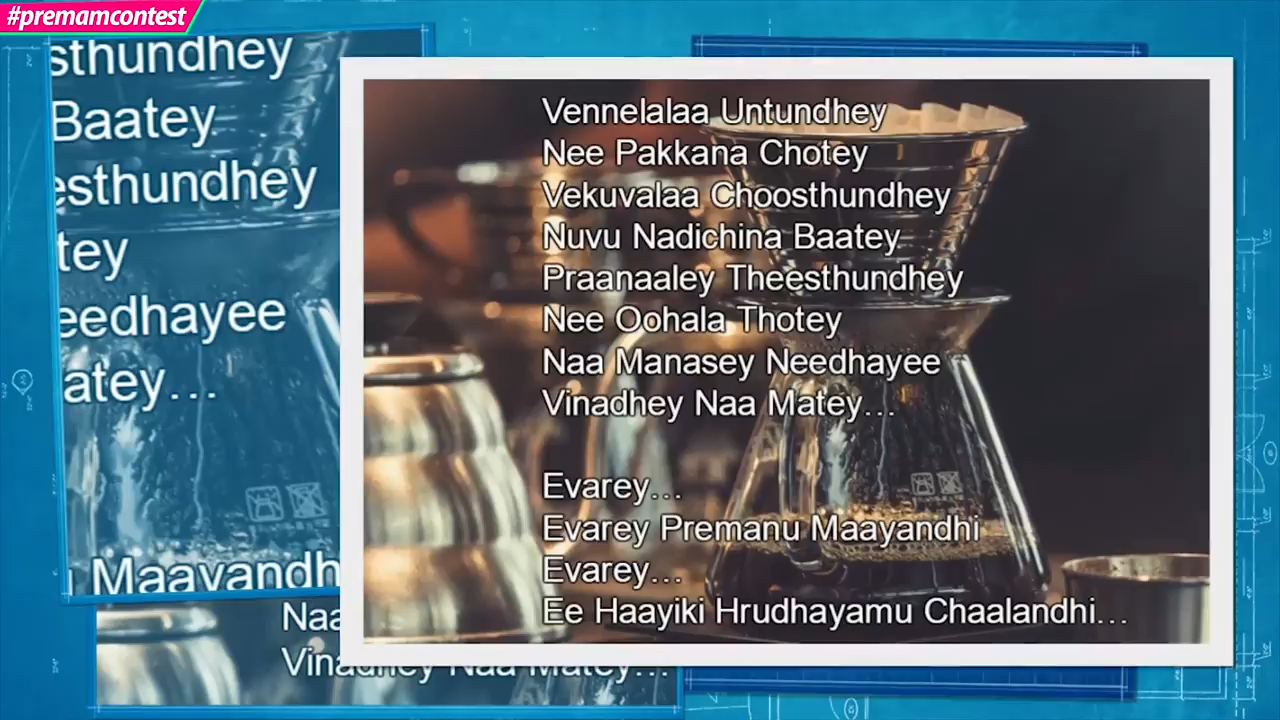 #premamcontest
sthundhey
Baatey
esthundhey
tey
eedhayee
atey...
Maayandh
Naa
Vinadhey Naa Matey...
Vennelalaa Untundhey
Nee Pakkana Chotey
Vekuvalaa Choosthundhey
Nuvu Nadichina Baatey
Praanaaley Theesthundhey
Nee Oohala Thotey
Naa Manasey Needhayee
Vinadhey Naa Matey...
Evarey...
Evarey Premanu Maayandhi
Evarey...
Ee Haayiki Hrudhayamu Chaalandhi...